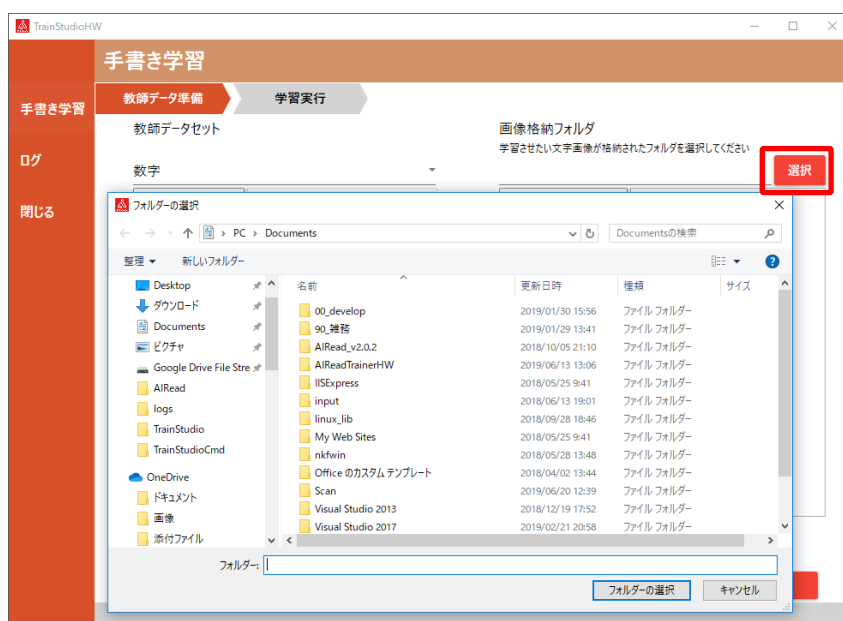 TrainStudioHW
手書き学習
手書き学習
ログ
閉じる
教師データ準備
学習実行
教師データセット
数字
画像格納フォルダ
学習させたい文字画像が格納されたフォルダを選択してください
選択
フォルダーの選択
PC > Documents
Documentsの検索
整理
新しいフォルダー
Desktop
ダウンロード
Documents
ピクチャ
Google Drive File Stre
AIRead
logs
TrainStudio
TrainStudioCmd
OneDrive
ドキュメント
画像
添付ファイル
名前 更新日時 種類 サイズ
00_develop 2019/01/30 15:56 ファイル フォルダー
90_雑務 2019/01/29 13:41 ファイル フォルダー
AIRead_v2.0.2 2018/10/05 21:10 ファイル フォルダー
AIReadTrainerHW 2019/06/13 13:06 ファイル フォルダー
IISExpress 2018/05/25 9:41 ファイル フォルダー
input 2018/06/13 19:01 ファイル フォルダー
linux_lib 2018/09/28 18:46 ファイル フォルダー
My Web Sites 2018/05/25 9:41 ファイル フォルダー
nkfwin 2018/05/28 13:48 ファイル フォルダー
Office のカスタム テンプレート 2018/04/02 13:44 ファイル フォルダー
Scan 2019/06/20 12:39 ファイル フォルダー
Visual Studio 2013 2018/12/19 17:52 ファイル フォルダー
Visual Studio 2017 2019/02/21 20:58 ファイル フォルダー
フォルダー:
フォルダーの選択
キャンセル